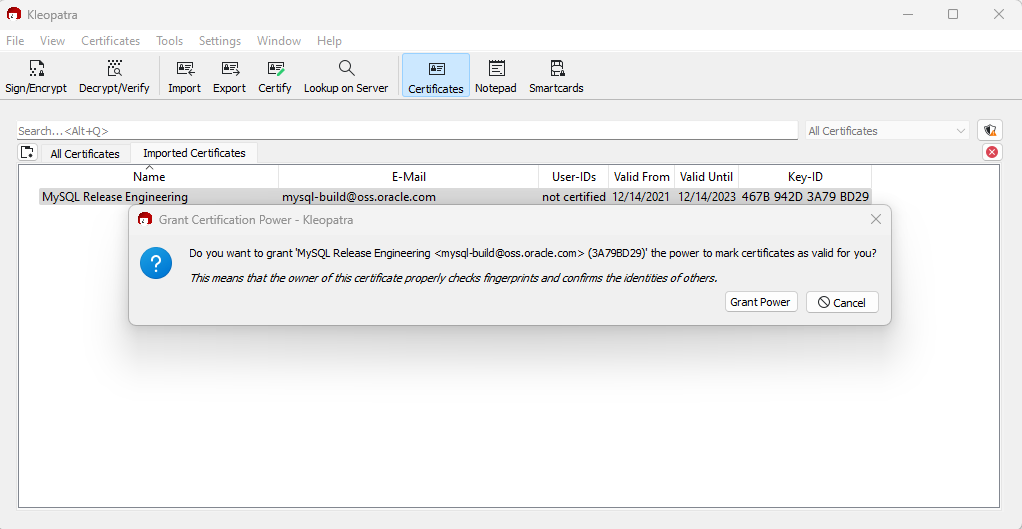 Kleopatra
File View Certificates Tools Settings Window Help
Sign/Encrypt Decrypt/Verify Import Export Certify Lookup on Server Certificates Notepad Smartcards
Search...<Alt+Q> All Certificates
All Certificates Imported Certificates
Name E-Mail User-IDs Valid From Valid Until Key-ID
MySQL Release Engineering mysql-build@oss.oracle.com not certified 12/14/2021 12/14/2023 467B 942D 3A79 BD29
Grant Certification Power - Kleopatra
Do you want to grant 'MySQL Release Engineering <mysql-build@oss.oracle.com> (3A79BD29)' the power to mark certificates as valid for you?
This means that the owner of this certificate properly checks fingerprints and confirms the identities of others.
Grant Power Cancel